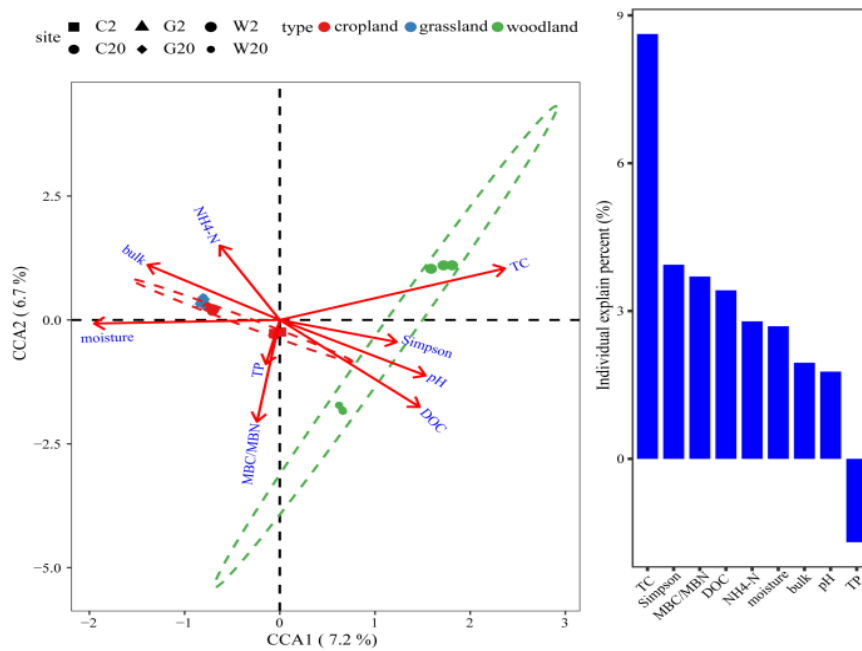 site C2 G2 W2 type cropland grassland woodland
C20 G20 W20
9
6
3
0
Individual explain percent (%)
TC
Simpson
MBC/MBN
DOC
NH4-N
moisture
bulk
pH
TP
2.5
0.0
−2.5
−5.0
CCA2 ( 6.7 %)
NH4-N
bulk
moisture
TC
Simpson
pH
DOC
TP
MBC/MBN
−2 −1 0 1 2 3
CCA1 ( 7.2 %)